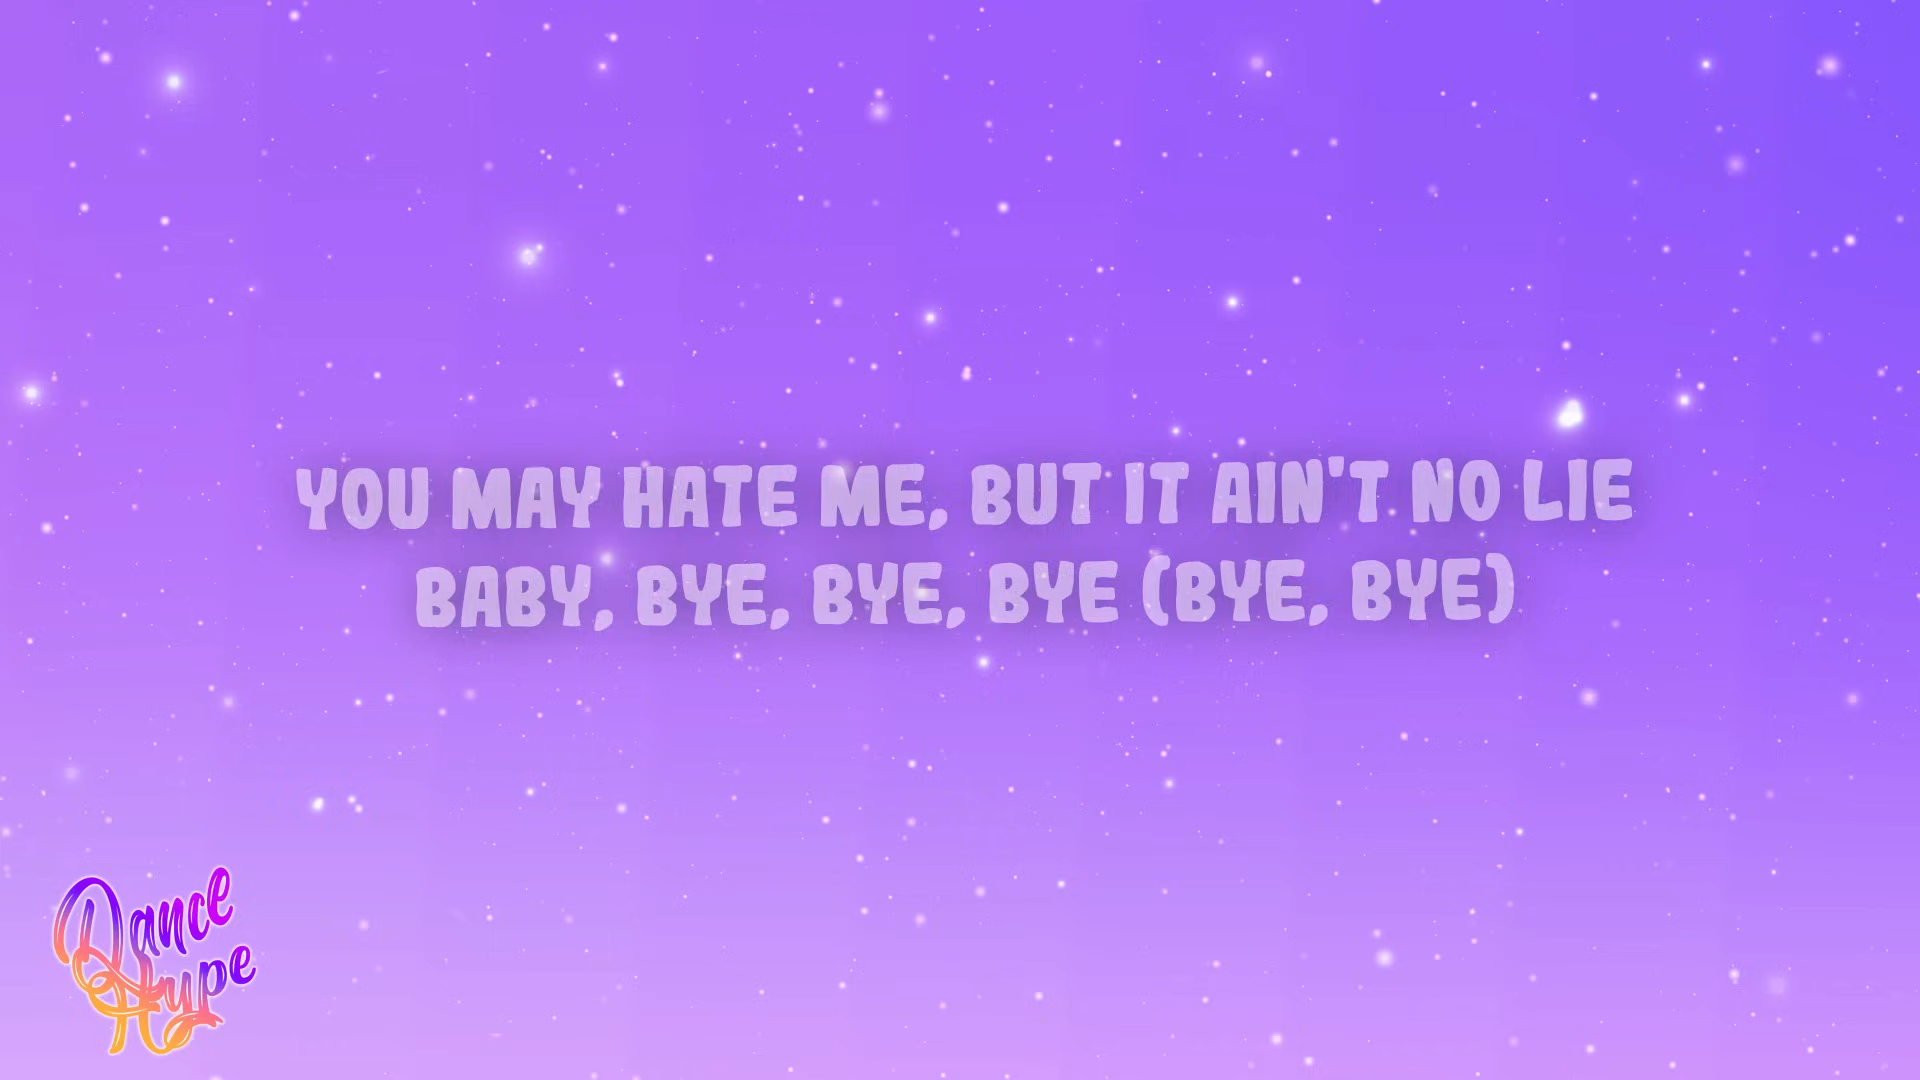 YOU MAY HATE ME, BUT IT AIN'T NO LIE
BABY, BYE, BYE, BYE (BYE, BYE)
Dance
Hype